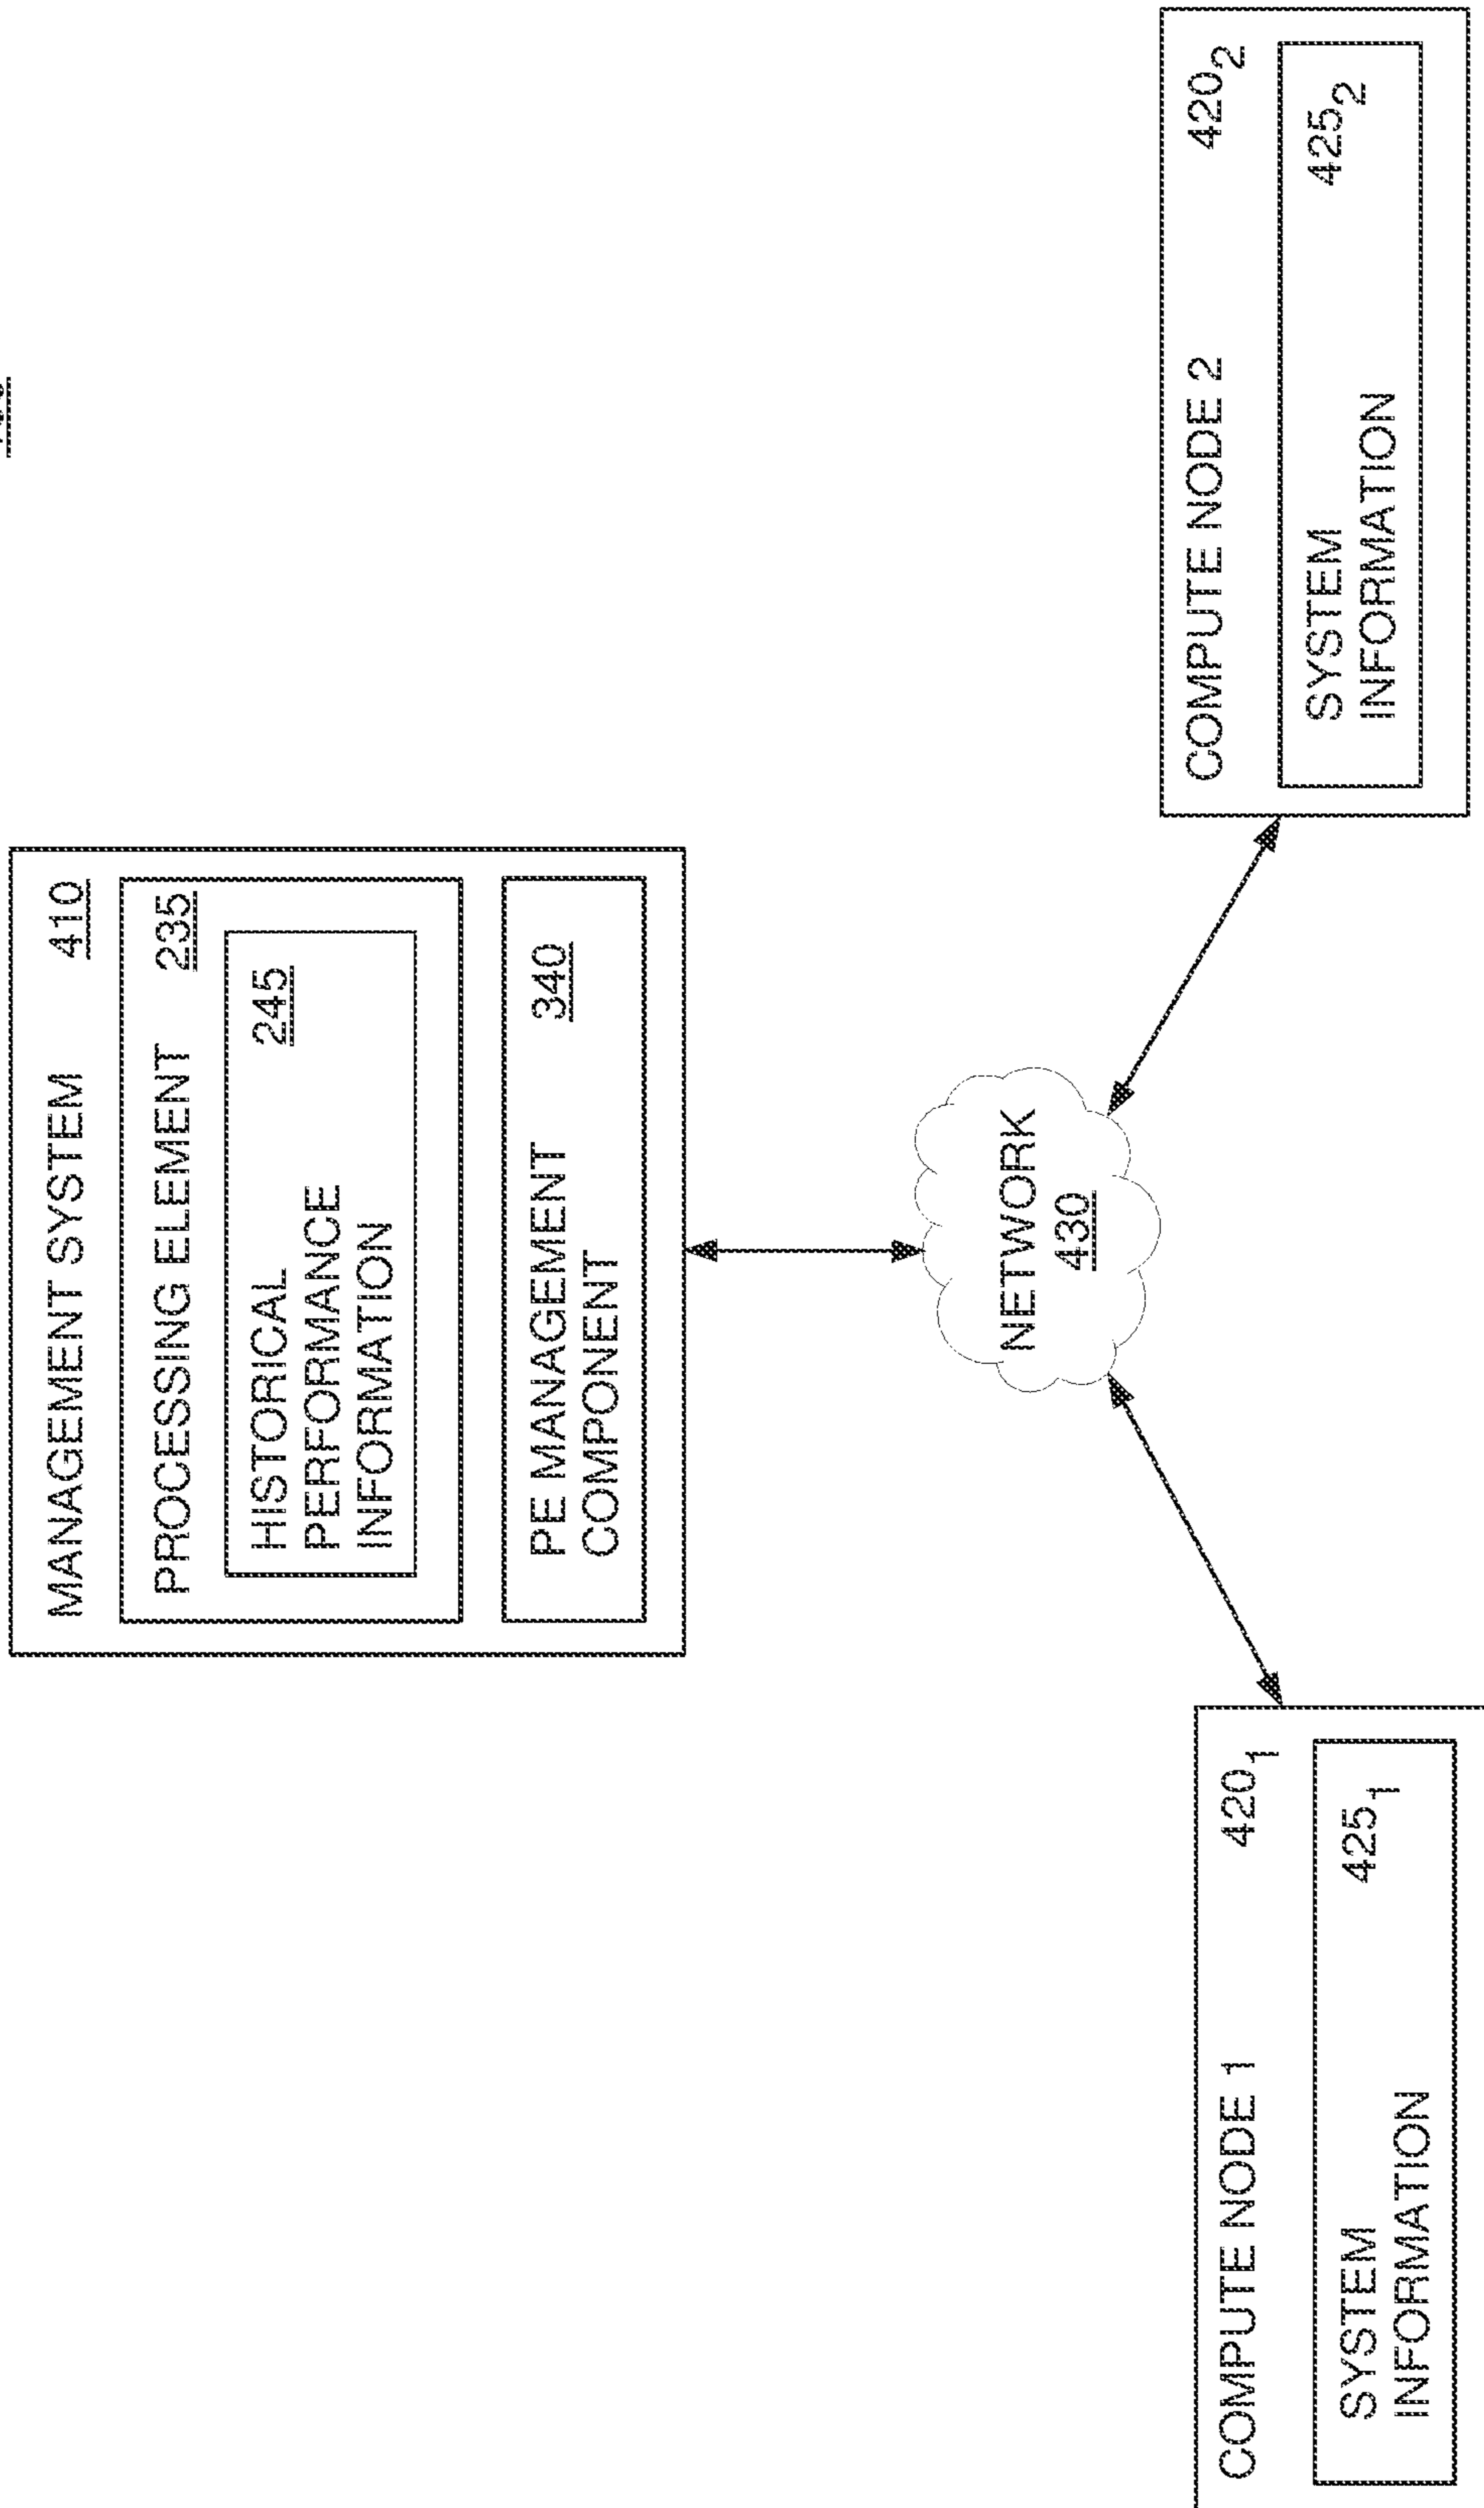 MANAGEMENT SYSTEM 410
PROCESSING ELEMENT 235
HISTORICAL 245
PERFORMANCE
INFORMATION
PE MANAGEMENT 340
COMPONENT
NETWORK
430
COMPUTE NODE 1 420₁
SYSTEM 425₁
INFORMATION
COMPUTE NODE 2 420₂
SYSTEM 425₂
INFORMATION